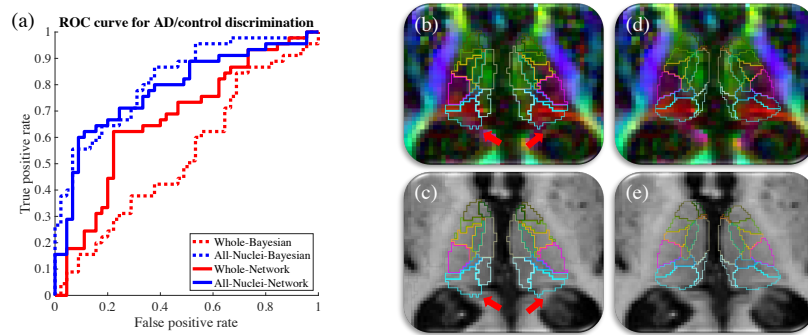 (a)
ROC curve for AD/control discrimination
1
0.9
0.8
0.7
0.6
0.5
0.4
0.3
0.2
0.1
0
True positive rate
Whole-Bayesian
All-Nuclei-Bayesian
Whole-Network
All-Nuclei-Network
0 0.2 0.4 0.6 0.8 1
False positive rate
(b)
(d)
(c)
(e)